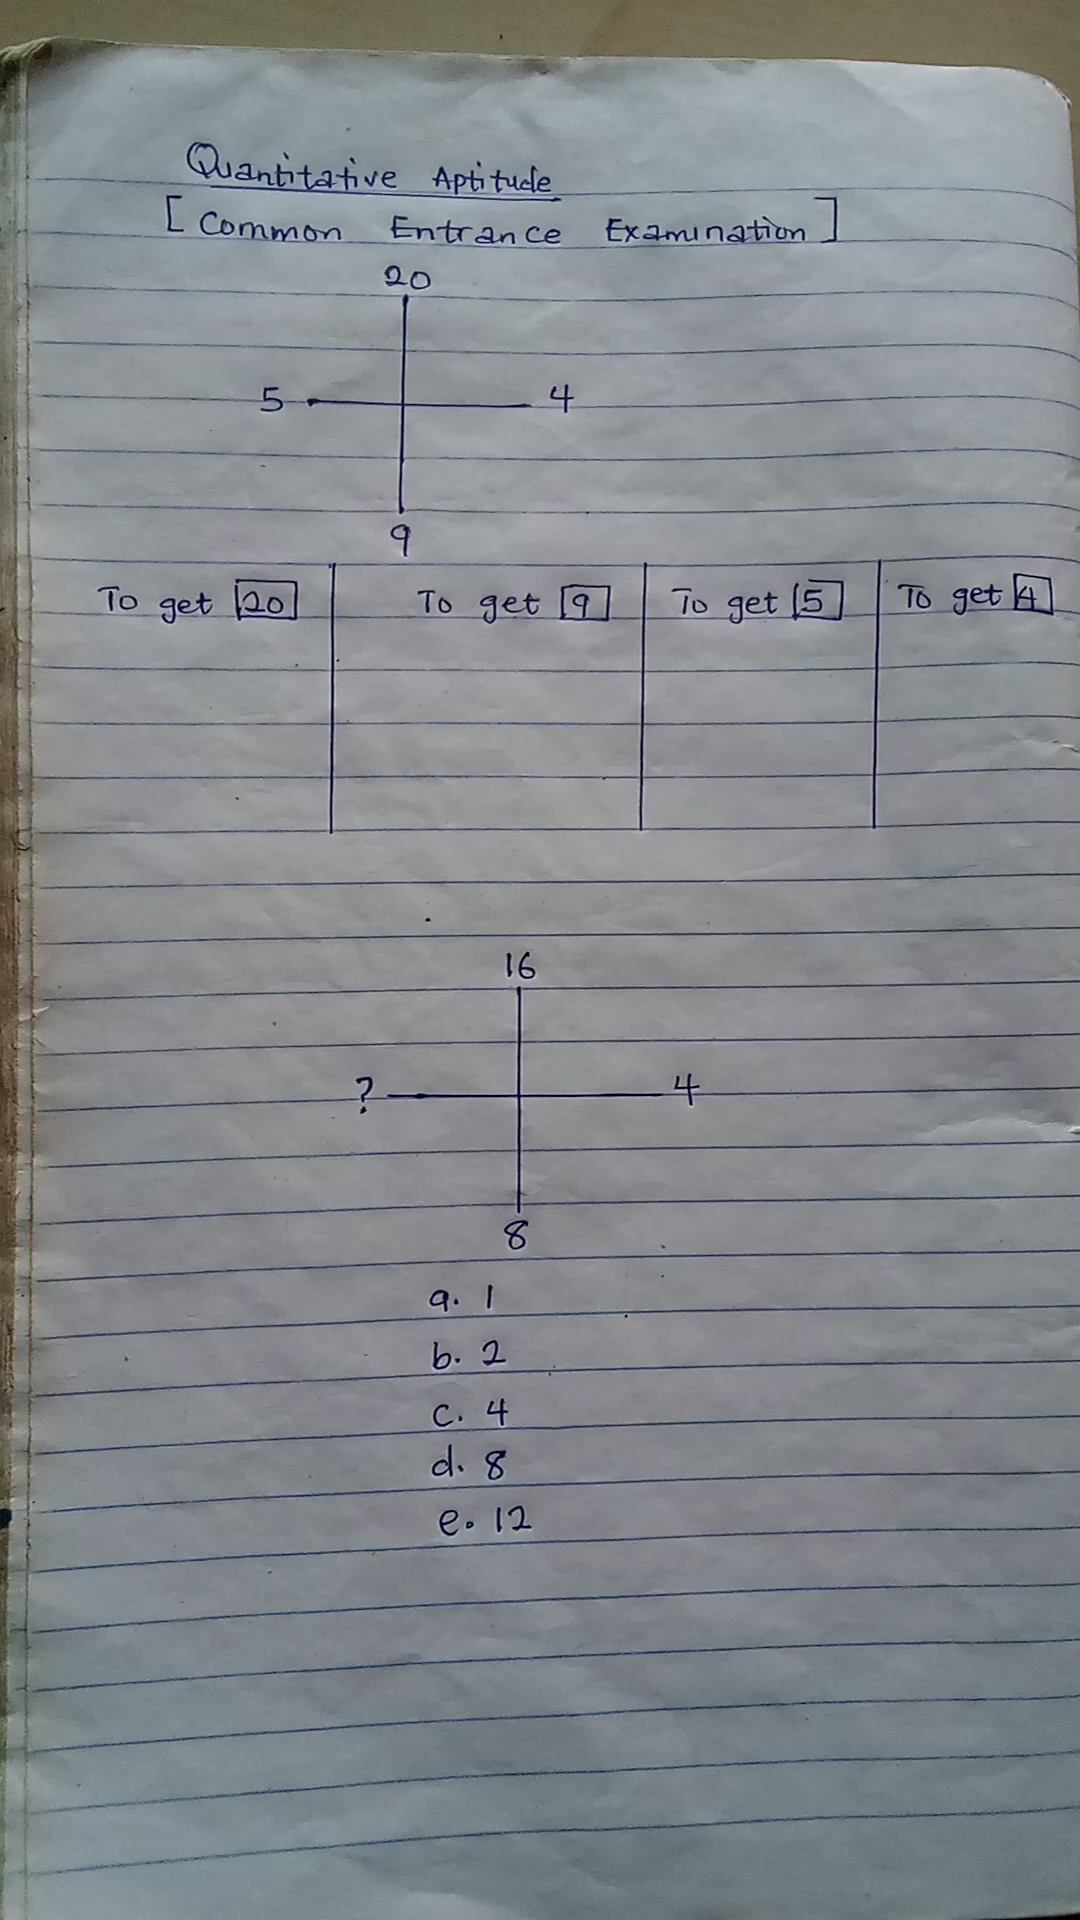 Quantitative Aptitude
[Common Entrance Examination]
20
5 4
9
To get 20 To get 9 To get 5 To get 4
16
? 4
8
a. 1
b. 2
c. 4
d. 8
e. 12